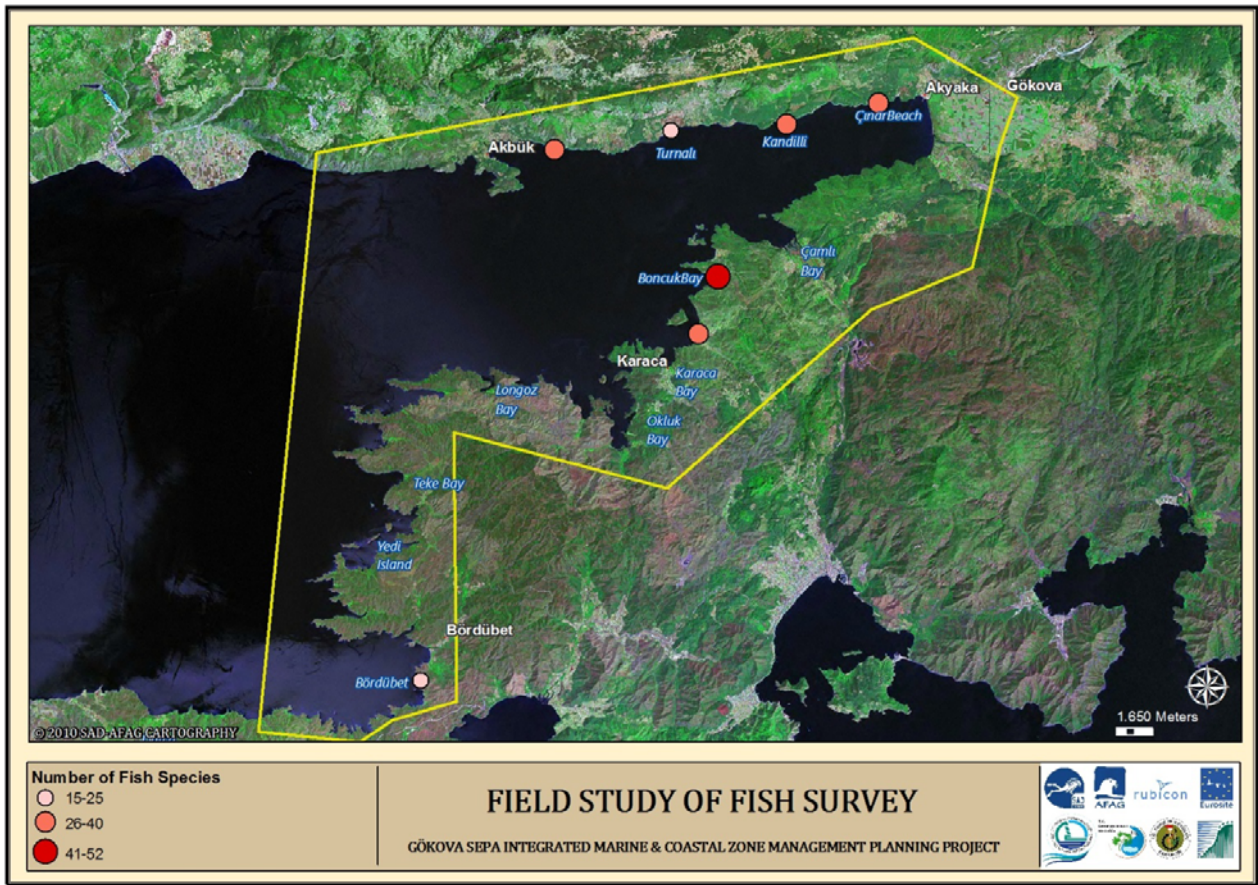 Akyaka
Gökova
ÇınarBeach
Kandilli
Turnalı
Akbük
Çamlı
Bay
BoncukBay
Karaca
Karaca
Bay
Longoz
Bay
Okluk
Bay
Teke Bay
Yedi
Island
Bördübet
Bördübet
1.650 Meters
© 2010 SAD-AFAG CARTOGRAPHY
Number of Fish Species
15-25
26-40
41-52
FIELD STUDY OF FISH SURVEY
GÖKOVA SEPA INTEGRATED MARINE & COASTAL ZONE MANAGEMENT PLANNING PROJECT
AFAG
rubicon
Eurosite